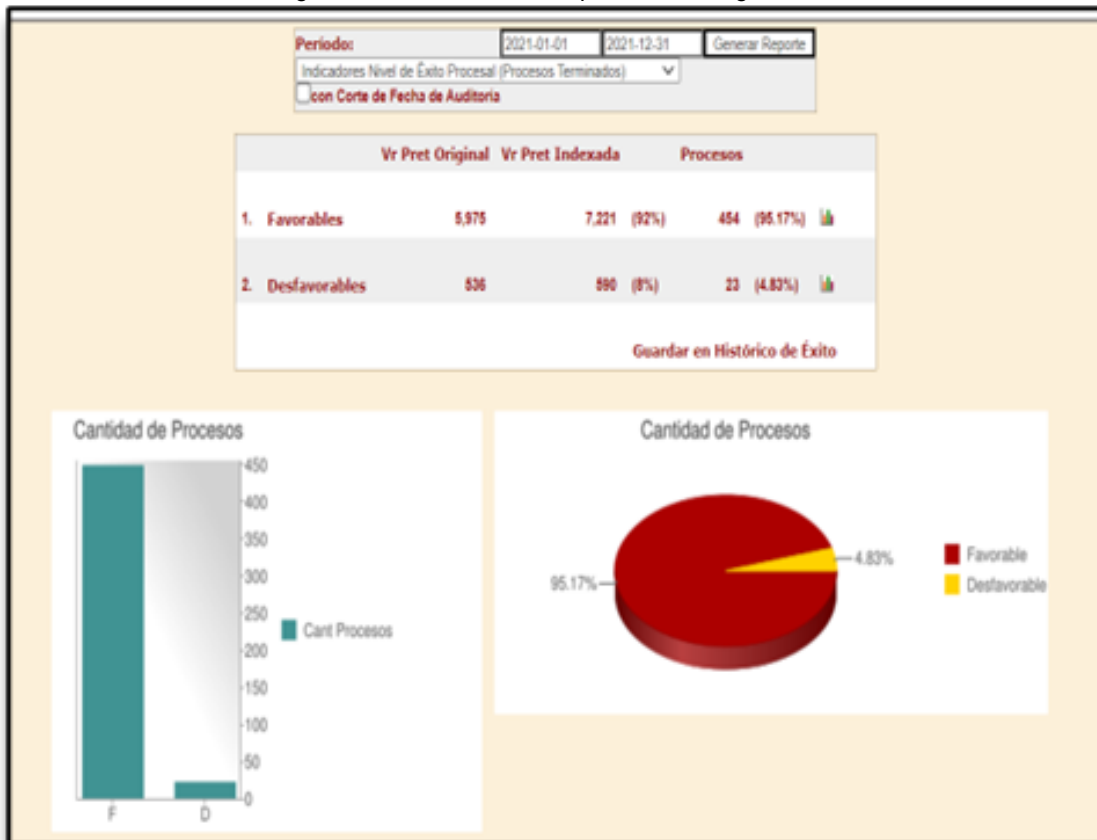 Periodo: 2021-01-01 2021-12-31 Generar Reporte
Indicadores Nivel de Éxito Procesal (Procesos Terminados)
con Corte de Fecha de Auditoria
Vr Pret Original Vr Pret Indexada Procesos
1. Favorables 5,975 7,221 (92%) 454 (95.17%)
2. Desfavorables 536 590 (8%) 23 (4.83%)
Guardar en Histórico de Éxito
Cantidad de Procesos
450
400
350
300
250
200
150
100
50
0
F D
Cant Procesos
Cantidad de Procesos
95.17%
4.83%
Favorable
Desfavorable